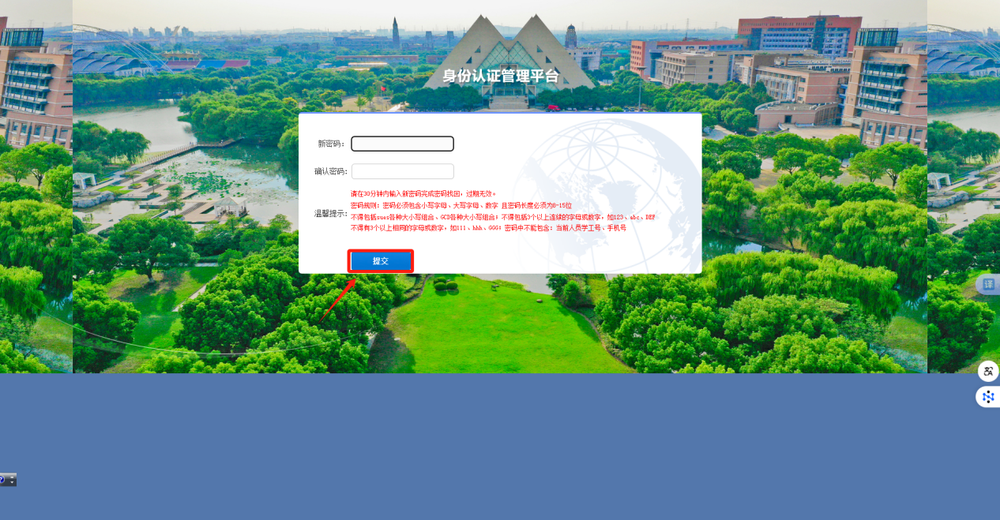 身份认证管理平台
新密码：
确认密码：
请在30分钟内输入新密码完成密码找回，过期无效。
密码规则：密码必须包含小写字母、大写字母、数字 且密码长度必须为8-15位
温馨提示：
不得包括sues各种大小写组合、GCD各种大小写组合；不得包括3个以上连续的字母或数字，如123、abc、DEF
不得有3个以上相同的字母或数字，如111、hhh、GGG；密码中不能包含：当前人员学工号、手机号
提交
译